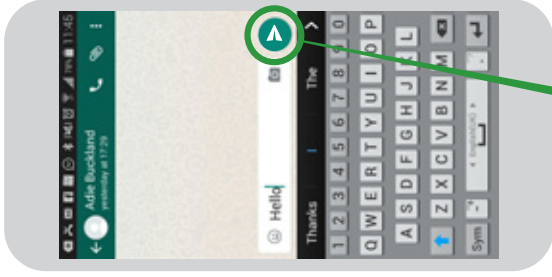 79% 11:45
Adie Buckland
yesterday at 17:29
Hello
Thanks I The
1 2 3 4 5 6 7 8 9 0
Q W E R T Y U I O P
A S D F G H J K L
Z X C V B N M
Sym English(UK) .